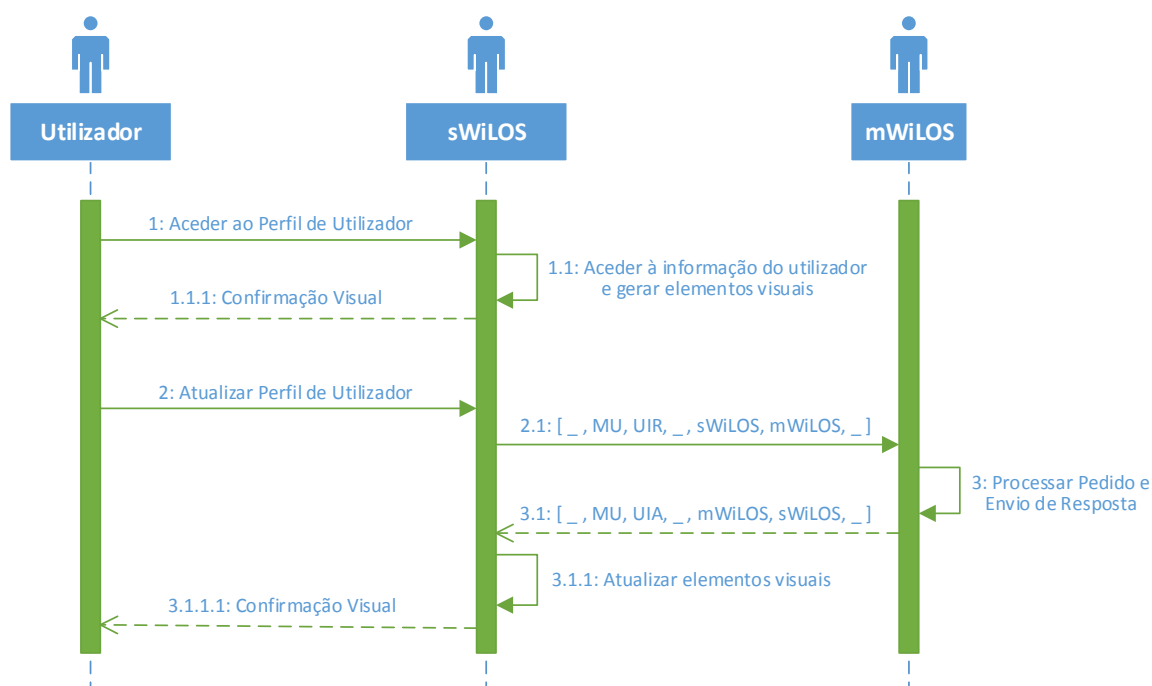 Utilizador
sWiLOS
mWiLOS
1: Aceder ao Perfil de Utilizador
1.1: Aceder à informação do utilizador
e gerar elementos visuais
1.1.1: Confirmação Visual
2: Atualizar Perfil de Utilizador
2.1: [ _ , MU, UIR, _ , sWiLOS, mWiLOS, _ ]
3: Processar Pedido e
Envio de Resposta
3.1: [ _ , MU, UIA, _ , mWiLOS, sWiLOS, _ ]
3.1.1: Atualizar elementos visuais
3.1.1.1: Confirmação Visual